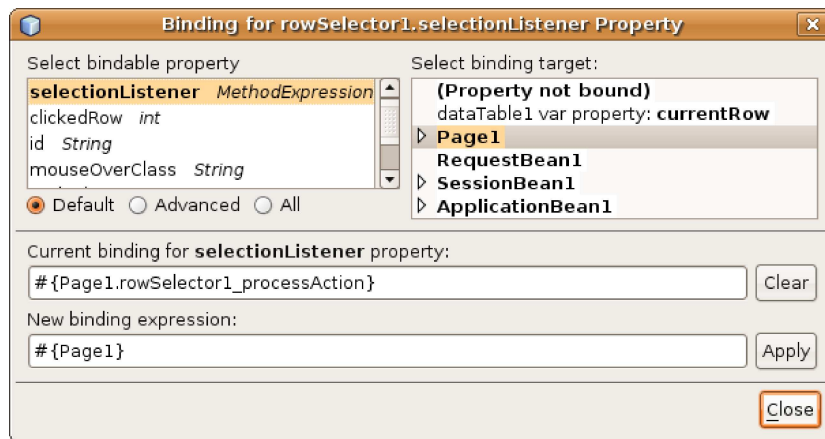 Binding for rowSelector1.selectionListener Property
Select bindable property
selectionListener MethodExpression
clickedRow int
id String
mouseOverClass String
Default Advanced All
Select binding target:
(Property not bound)
dataTable1 var property: currentRow
Page1
RequestBean1
SessionBean1
ApplicationBean1
Current binding for selectionListener property:
#{Page1.rowSelector1_processAction}
Clear
New binding expression:
#{Page1}
Apply
Close